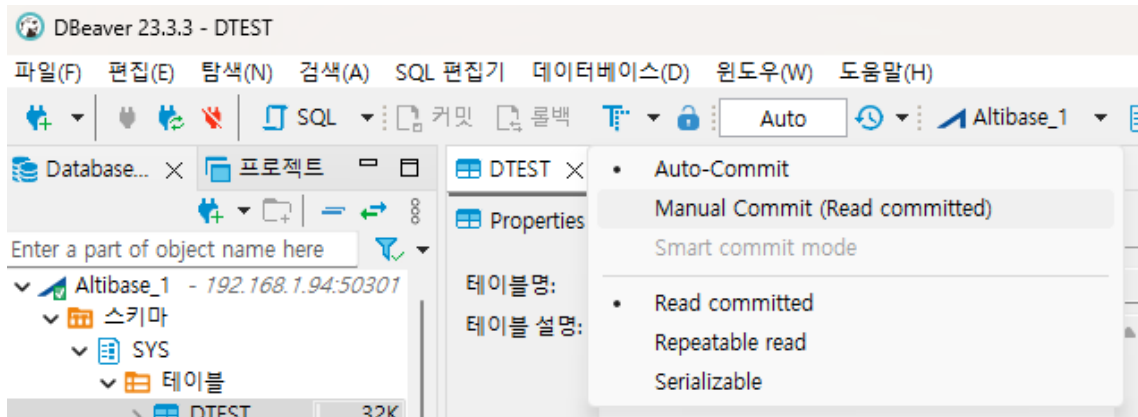 DBeaver 23.3.3 - DTEST
파일(F) 편집(E) 탐색(N) 검색(A) SQL 편집기 데이터베이스(D) 윈도우(W) 도움말(H)
SQL 커밋 롤백 Auto Altibase_1
Database... 프로젝트 DTEST
Enter a part of object name here
Altibase_1 - 192.168.1.94:50301
스키마
SYS
테이블
DTEST 32K
Properties
테이블명:
테이블 설명:
Auto-Commit
Manual Commit (Read committed)
Smart commit mode
Read committed
Repeatable read
Serializable